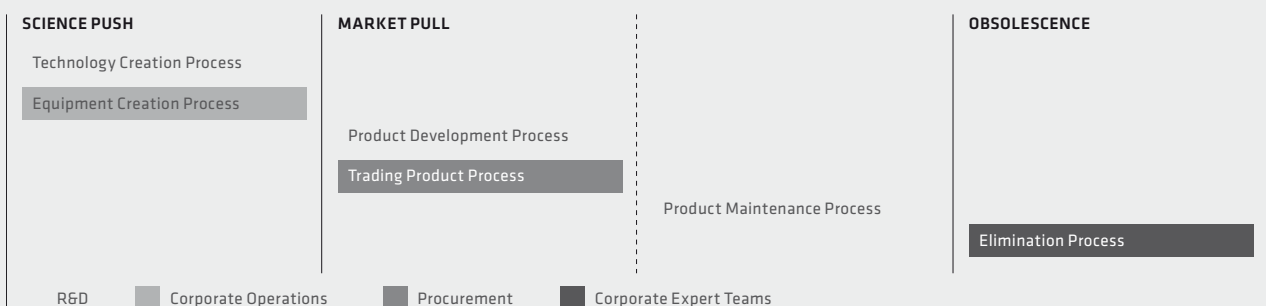 SCIENCE PUSH
MARKET PULL
OBSOLESCENCE
Technology Creation Process
Equipment Creation Process
Product Development Process
Trading Product Process
Product Maintenance Process
Elimination Process
R&D
Corporate Operations
Procurement
Corporate Expert Teams